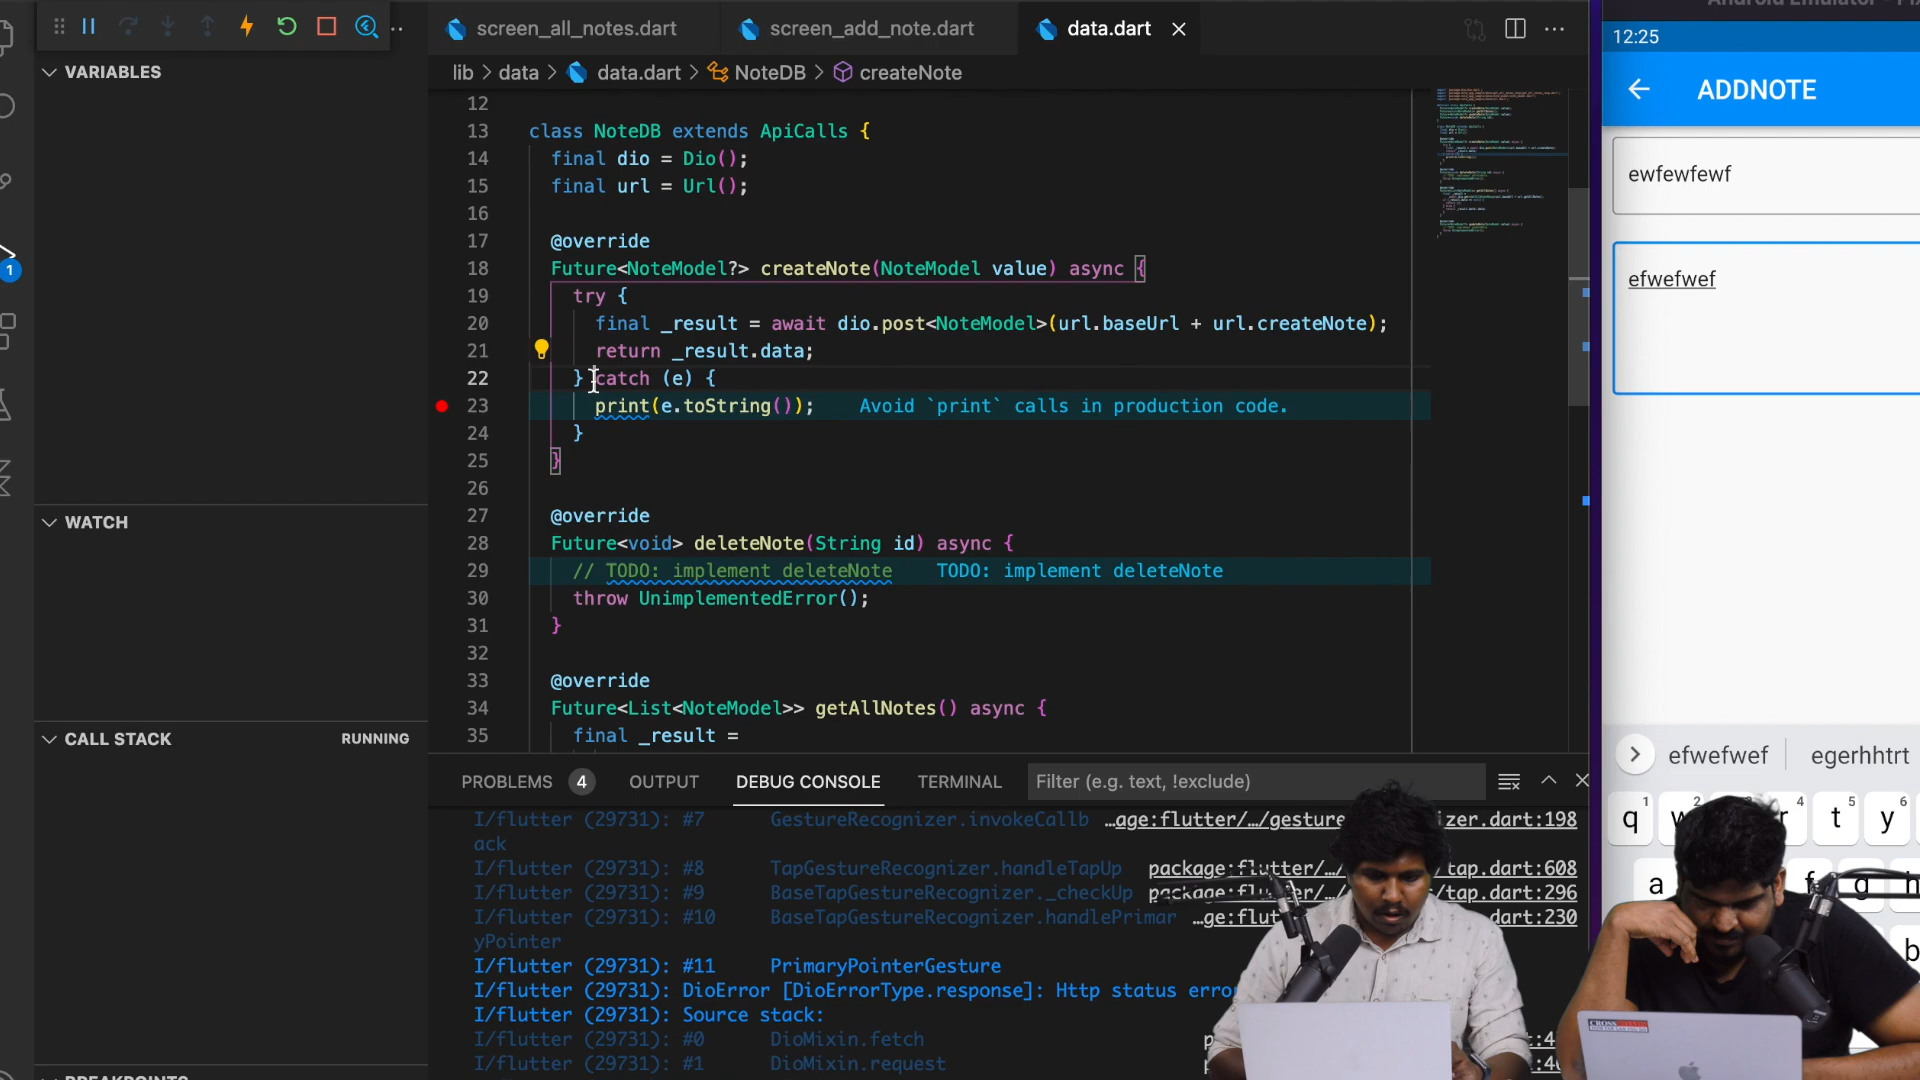 screen_all_notes.dart
screen_add_note.dart
data.dart
VARIABLES
lib > data > data.dart > NoteDB > createNote
12
13 class NoteDB extends ApiCalls {
14 final dio = Dio();
15 final url = Url();
16
17 @override
18 Future<NoteModel?> createNote(NoteModel value) async {
19 try {
20 final _result = await dio.post<NoteModel>(url.baseUrl + url.createNote);
21 return _result.data;
22 } catch (e) {
23 print(e.toString()); Avoid `print` calls in production code.
24 }
25 }
26
27 @override
28 Future<void> deleteNote(String id) async {
29 // TODO: implement deleteNote TODO: implement deleteNote
30 throw UnimplementedError();
31 }
32
33 @override
34 Future<List<NoteModel>> getAllNotes() async {
35 final _result =
1
WATCH
CALL STACK RUNNING
BREAKPOINTS
PROBLEMS 4 OUTPUT DEBUG CONSOLE TERMINAL Filter (e.g. text, !exclude)
I/flutter (29731): #7 GestureRecognizer.invokeCallb …age:flutter/…/gesture izer.dart:198
ack
I/flutter (29731): #8 TapGestureRecognizer.handleTapUp package:flutter/…/ tap.dart:608
I/flutter (29731): #9 BaseTapGestureRecognizer._checkUp /tap.dart:296
I/flutter (29731): #10 BaseTapGestureRecognizer.handlePrimar …ge:flut dart:230
yPointer
I/flutter (29731): #11 PrimaryPointerGesture
I/flutter (29731): DioError [DioErrorType.response]: Http status erro
I/flutter (29731): Source stack:
I/flutter (29731): #0 DioMixin.fetch
I/flutter (29731): #1 DioMixin.request
12:25
ADDNOTE
ewfewfewf
efwefwef
efwefwef egerhhtrt
q w r t y
2 4 5 6
a f g h
b